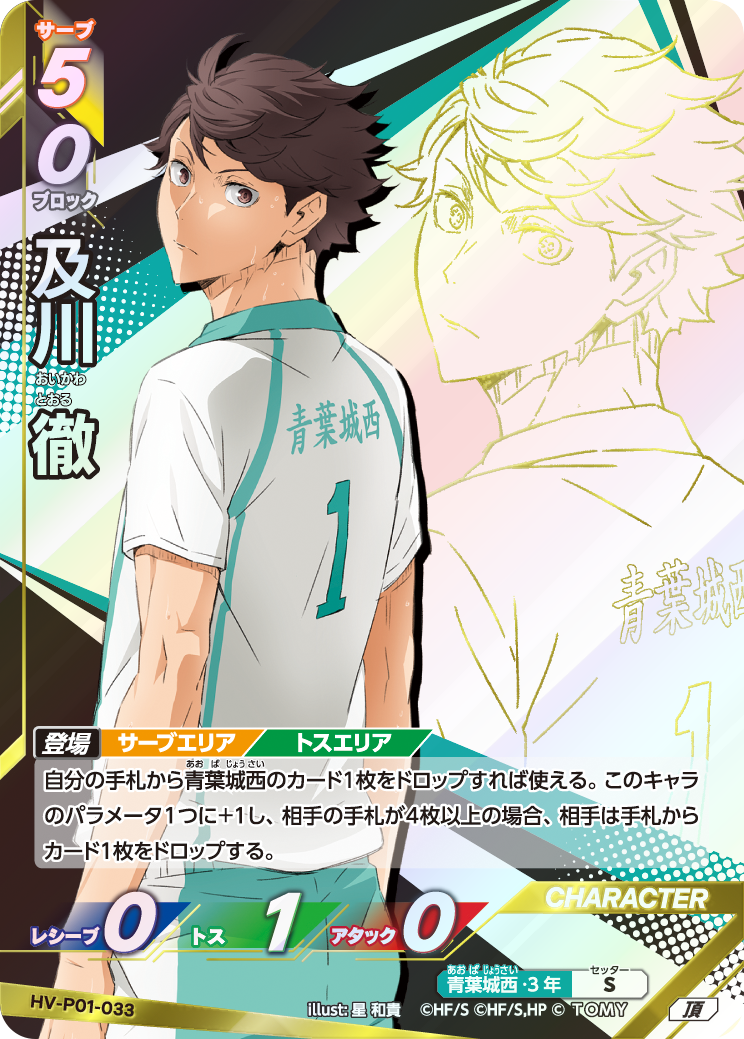 サーブ
5
0
ブロック
及川
おいかわ
とおる
徹
青葉城西
1
青葉城西
1
登場 サーブエリア トスエリア
あおばじょうさい
自分の手札から青葉城西のカード1枚をドロップすれば使える。このキャラ
のパラメータ1つに+1し、相手の手札が4枚以上の場合、相手は手札から
カード1枚をドロップする。
CHARACTER
レシーブ 0 トス 1 アタック 0
あおばじょうさい セッター
青葉城西・3年 S
HV-P01-033 illust: 星 和貴 ©HF/S ©HF/S,HP © TOMY 頂